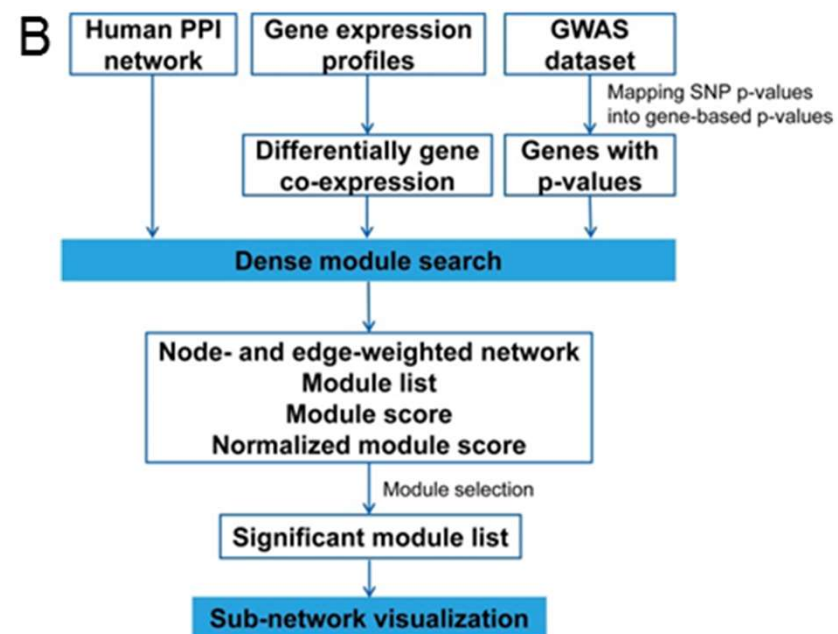 B
Human PPI
network
Gene expression
profiles
GWAS
dataset
Mapping SNP p-values
into gene-based p-values
Differentially gene
co-expression
Genes with
p-values
Dense module search
Node- and edge-weighted network
Module list
Module score
Normalized module score
Module selection
Significant module list
Sub-network visualization